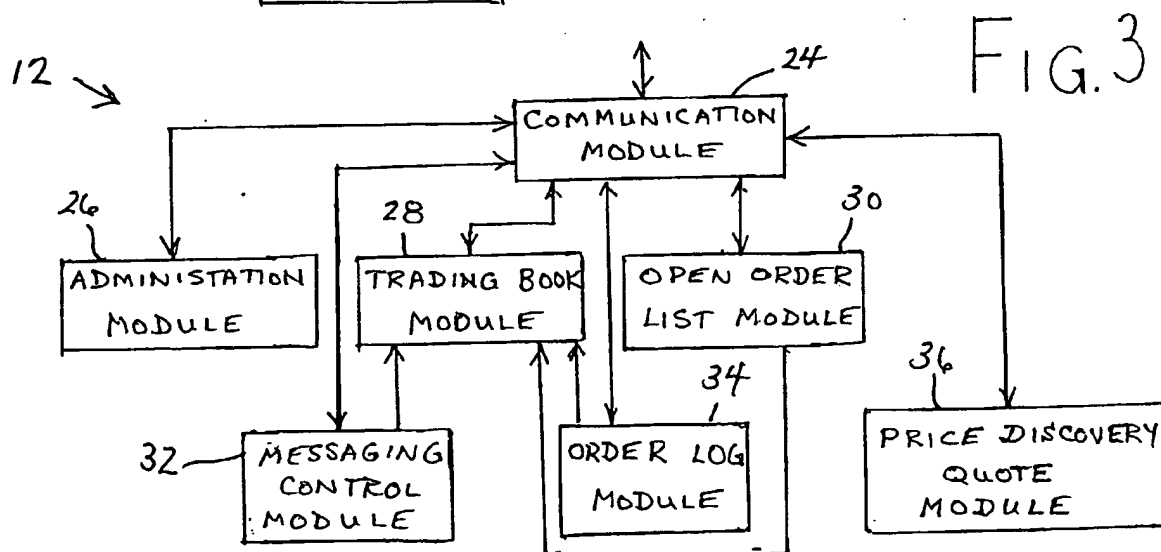 FIG. 3
12
24
COMMUNICATION
MODULE
26
ADMINISTATION
MODULE
28
TRADING BOOK
MODULE
30
OPEN ORDER
LIST MODULE
32
MESSAGING
CONTROL
MODULE
34
ORDER LOG
MODULE
36
PRICE DISCOVERY
QUOTE
MODULE